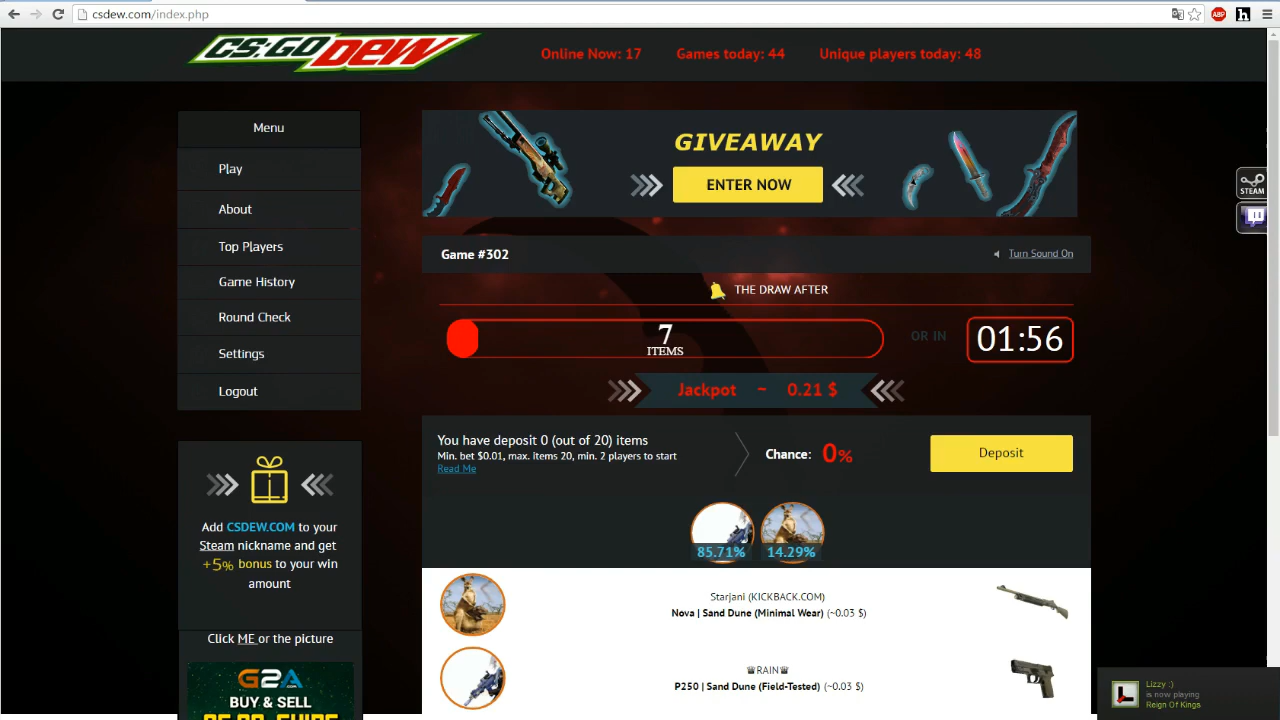 csdew.com/index.php
CS:GO DEW
Online Now: 17
Games today: 44
Unique players today: 48
Menu
Play
About
Top Players
Game History
Round Check
Settings
Logout
GIVEAWAY
ENTER NOW
STEAM
Game #302
Turn Sound On
THE DRAW AFTER
7
ITEMS
OR IN
01:56
Jackpot ~ 0.21 $
You have deposit 0 (out of 20) items
Min. bet $0.01, max. items 20, min. 2 players to start
Read Me
Chance: 0%
Deposit
85.71%
14.29%
Add CSDEW.COM to your
Steam nickname and get
+5% bonus to your win
amount
Click ME or the picture
G2A.COM
BUY & SELL
Starjani (KICKBACK.COM)
Nova | Sand Dune (Minimal Wear) (~0.03 $)
♛RAIN♛
P250 | Sand Dune (Field-Tested) (~0.03 $)
Lizzy :)
is now playing
Reign Of Kings
ABP
h